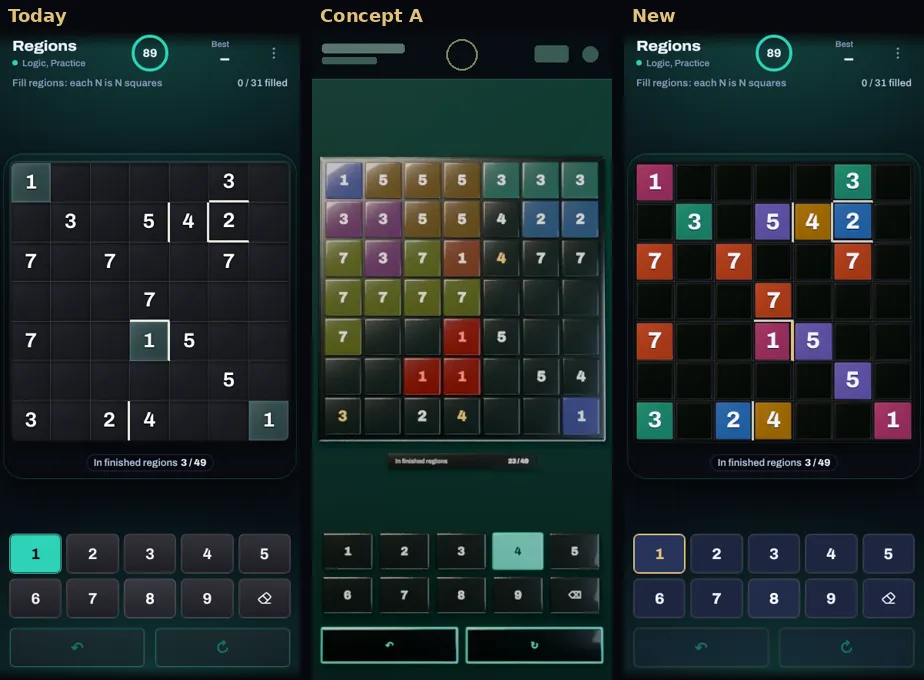 Today
Regions
89
Best
–
Logic, Practice
Fill regions: each N is N squares
0 / 31 filled
1 3
3 5 4 2
7 7 7
7
7 1 5
5
3 2 4 1
In finished regions 3 / 49
1 2 3 4 5
6 7 8 9
Concept A
1 5 5 5 3 3 3
3 3 5 5 4 2 2
7 3 7 1 4 7 7
7 7 7 7
7 1 5
1 1 5 4
3 2 4 1
In finished regions 23 / 49
1 2 3 4 5
6 7 8 9
New
Regions
89
Best
–
Logic, Practice
Fill regions: each N is N squares
0 / 31 filled
1 3
3 5 4 2
7 7 7
7
7 1 5
5
3 2 4 1
In finished regions 3 / 49
1 2 3 4 5
6 7 8 9